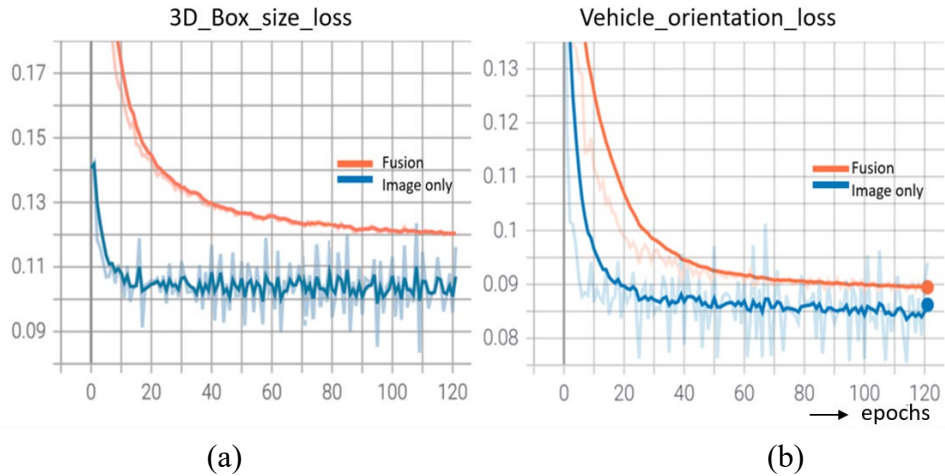 3D_Box_size_loss
0.17
0.15
0.13
0.11
0.09
Fusion
Image only
0 20 40 60 80 100 120
(a)
Vehicle_orientation_loss
0.13
0.12
0.11
0.1
0.09
0.08
Fusion
Image only
0 20 40 60 80 100 120
epochs
(b)